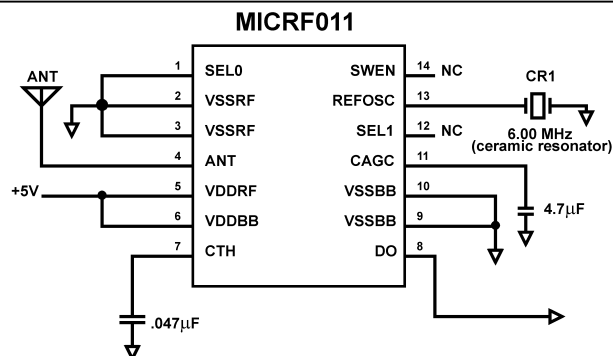 MICRF011
ANT
+5V
1 SEL0
2 VSSRF
3 VSSRF
4 ANT
5 VDDRF
6 VDDBB
7 CTH
.047μF
SWEN 14 NC
REFOSC 13
SEL1 12 NC
CAGC 11
VSSBB 10
VSSBB 9
DO 8
CR1
6.00 MHz
(ceramic resonator)
4.7μF